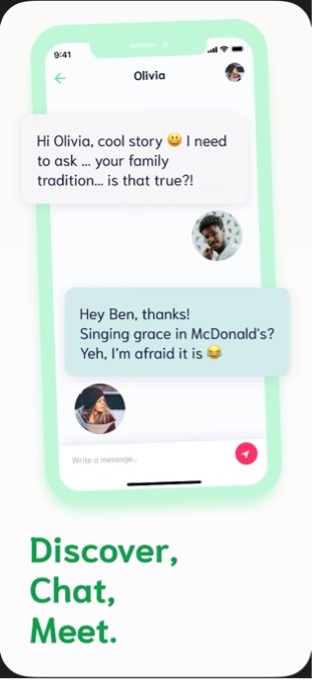 9:41
Olivia
Hi Olivia, cool story 😃 I need
to ask ... your family
tradition... is that true?!
Hey Ben, thanks!
Singing grace in McDonald's?
Yeh, I'm afraid it is 😂
Write a message...
Discover,
Chat,
Meet.